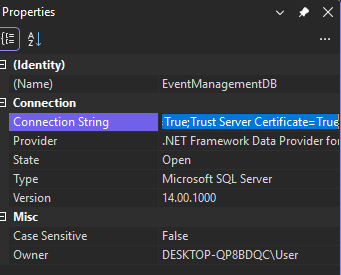 Properties
(Identity)
(Name) EventManagementDB
Connection
Connection String True;Trust Server Certificate=True
Provider .NET Framework Data Provider for
State Open
Type Microsoft SQL Server
Version 14.00.1000
Misc
Case Sensitive False
Owner DESKTOP-QP8BDQC\User